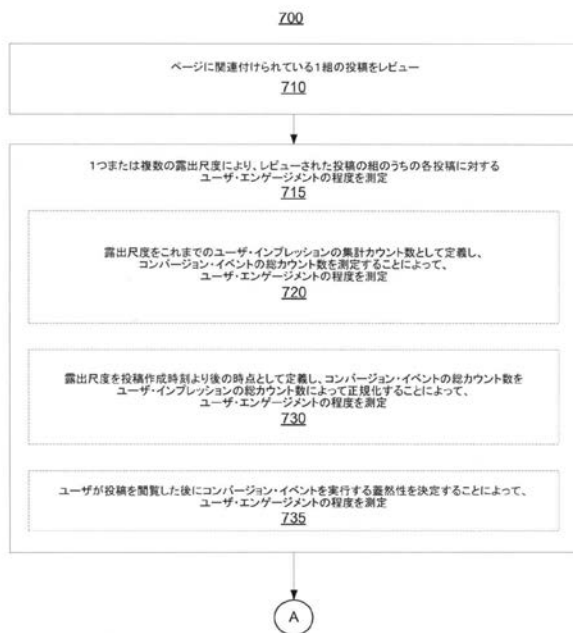 700
ページに関連付けられている1組の投稿をレビュー
710
1つまたは複数の露出尺度により、レビューされた投稿の組のうちの各投稿に対する
ユーザ・エンゲージメントの程度を測定
715
露出尺度をこれまでのユーザ・インプレッションの集計カウント数として定義し、
コンバージョン・イベントの総カウント数を測定することによって、
ユーザ・エンゲージメントの程度を測定
720
露出尺度を投稿作成時刻より後の時点として定義し、コンバージョン・イベントの総カウント数を
ユーザ・インプレッションの総カウント数によって正規化することによって、
ユーザ・エンゲージメントの程度を測定
730
ユーザが投稿を閲覧した後にコンバージョン・イベントを実行する蓋然性を決定することによって、
ユーザ・エンゲージメントの程度を測定
735
A